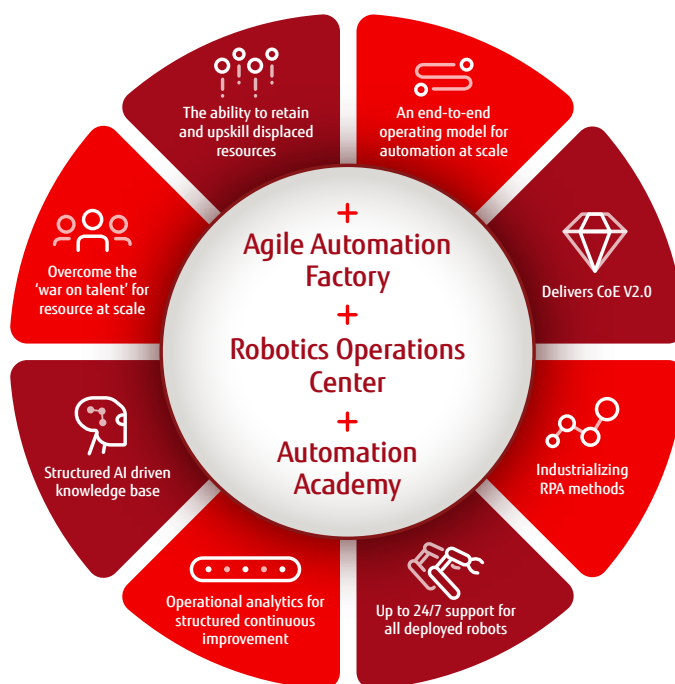 The ability to retain
and upskill displaced
resources
An end-to-end
operating model for
automation at scale
Overcome the
‘war on talent’ for
resource at scale
+
Agile Automation
Factory
+
Robotics Operations
Center
+
Automation
Academy
Delivers CoE V2.0
Structured AI driven
knowledge base
Industrializing
RPA methods
Operational analytics for
structured continuous
improvement
Up to 24/7 support for
all deployed robots